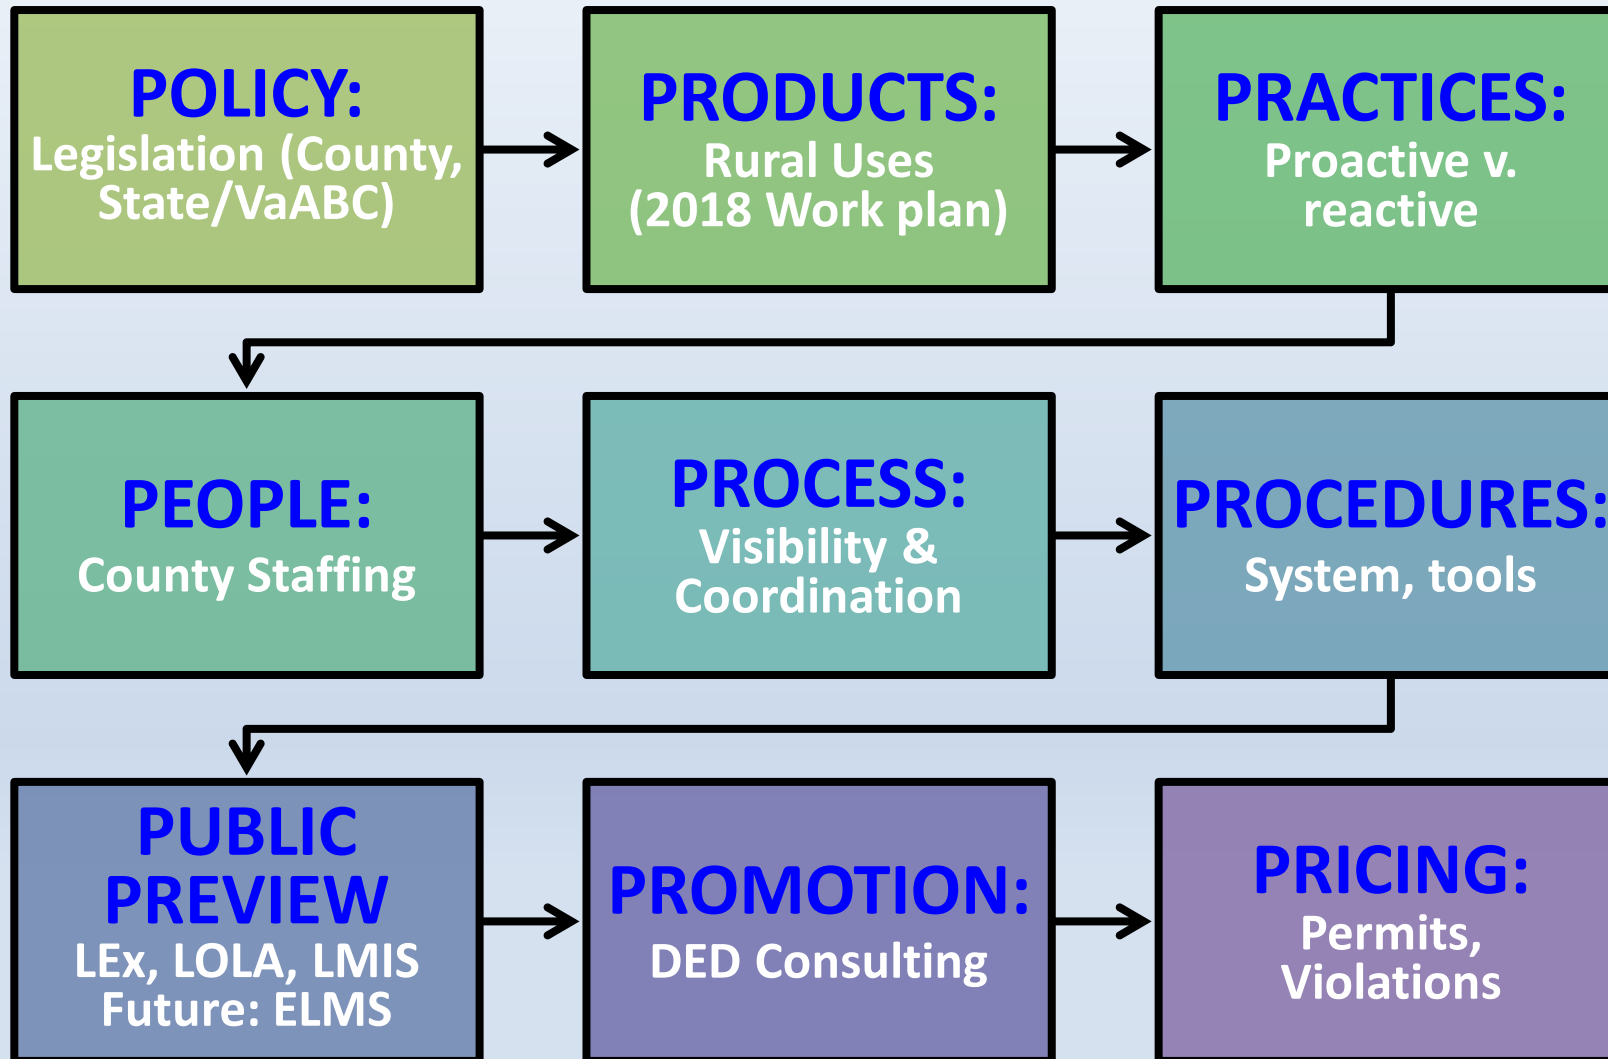 POLICY:
Legislation (County,
State/VaABC)
PRODUCTS:
Rural Uses
(2018 Work plan)
PRACTICES:
Proactive v.
reactive
PEOPLE:
County Staffing
PROCESS:
Visibility &
Coordination
PROCEDURES:
System, tools
PUBLIC
PREVIEW
LEx, LOLA, LMIS
Future: ELMS
PROMOTION:
DED Consulting
PRICING:
Permits,
Violations